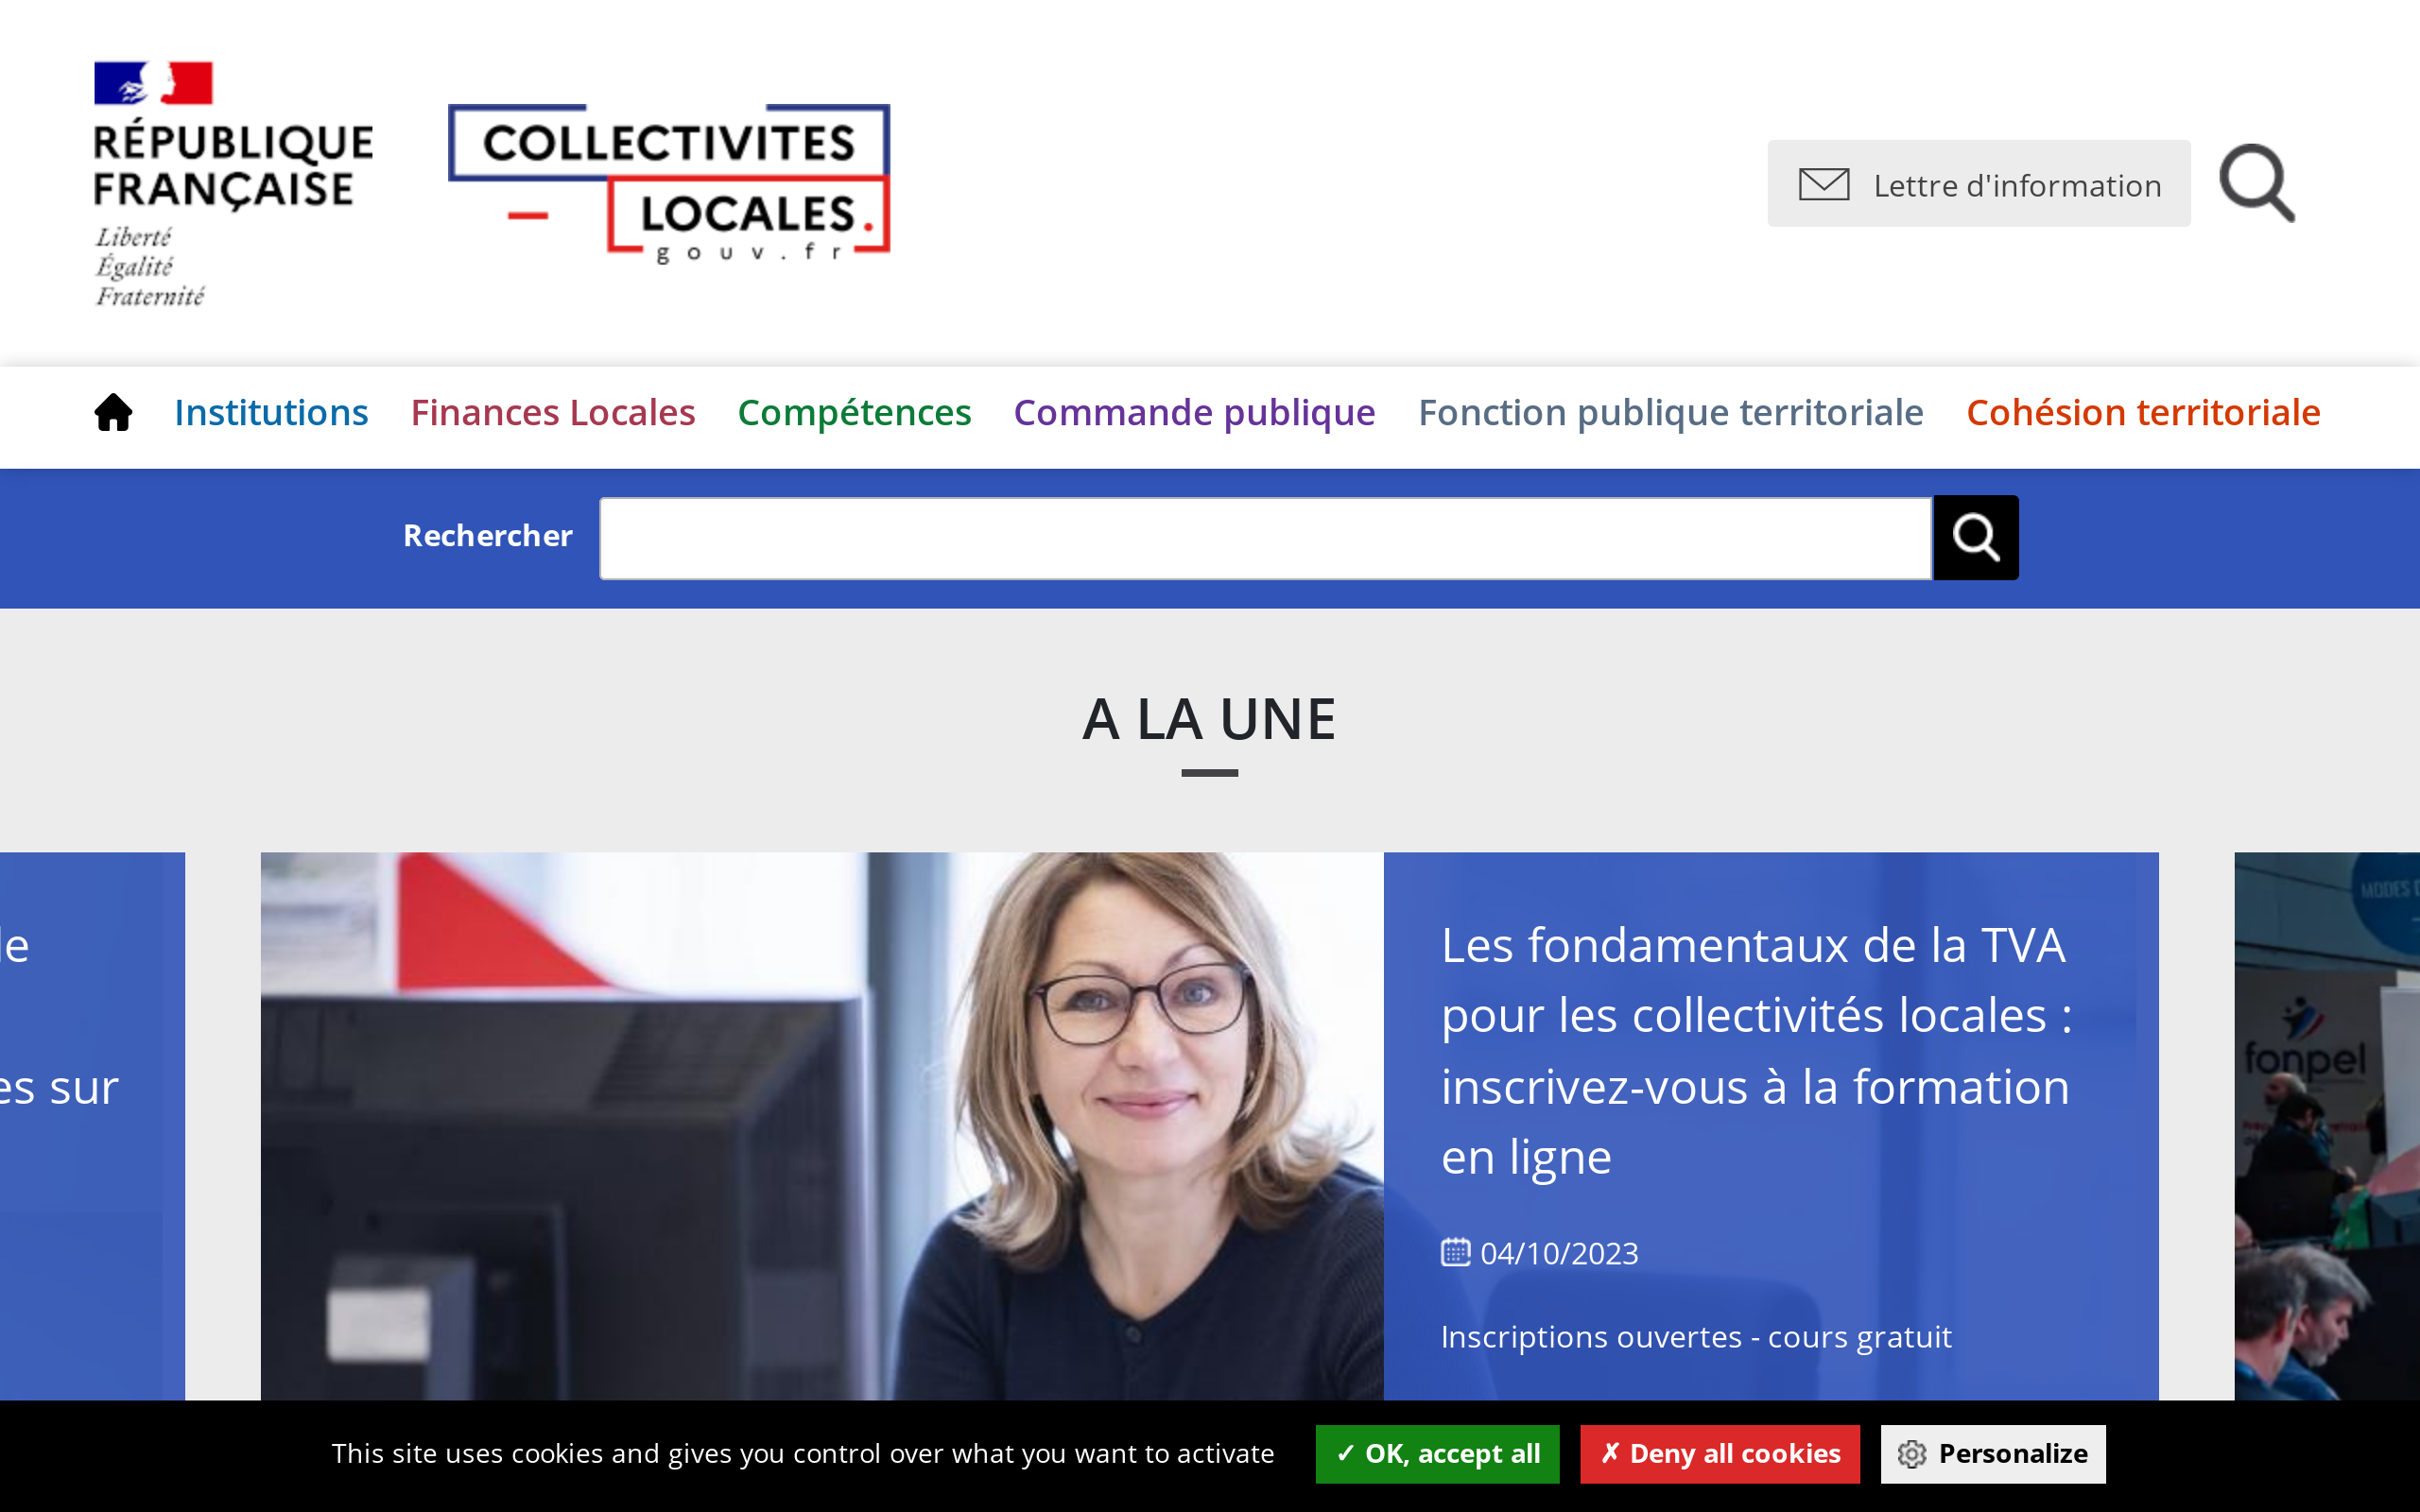 RÉPUBLIQUE
FRANÇAISE
Liberté
Égalité
Fraternité
COLLECTIVITES
LOCALES.
gouv.fr
Lettre d'information
Institutions Finances Locales Compétences Commande publique Fonction publique territoriale Cohésion territoriale
Rechercher
A LA UNE
es sur
Les fondamentaux de la TVA
pour les collectivités locales :
inscrivez-vous à la formation
en ligne
04/10/2023
Inscriptions ouvertes - cours gratuit
MODES
fonpel
This site uses cookies and gives you control over what you want to activate
✓ OK, accept all
✗ Deny all cookies
Personalize